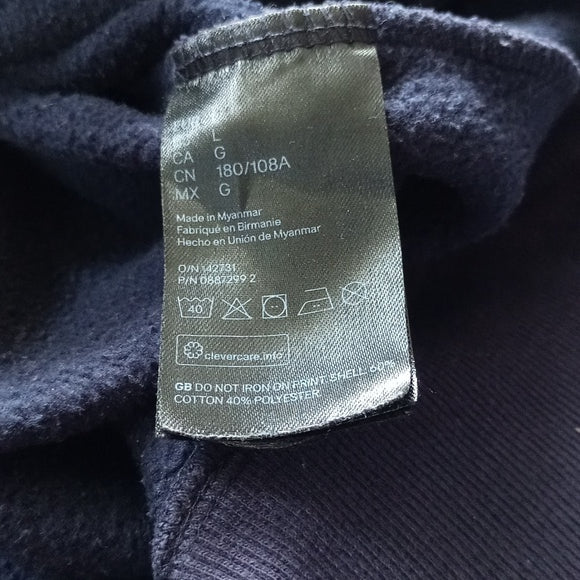 L
CA G
CN 180/108A
MX G
Made in Myanmar
Fabriqué en Birmanie
Hecho en Unión de Myanmar
O/N 142731
P/N 0887299 2
40
clevercare.info
GB DO NOT IRON ON PRINT. SHELL 60%
COTTON 40% POLYESTER